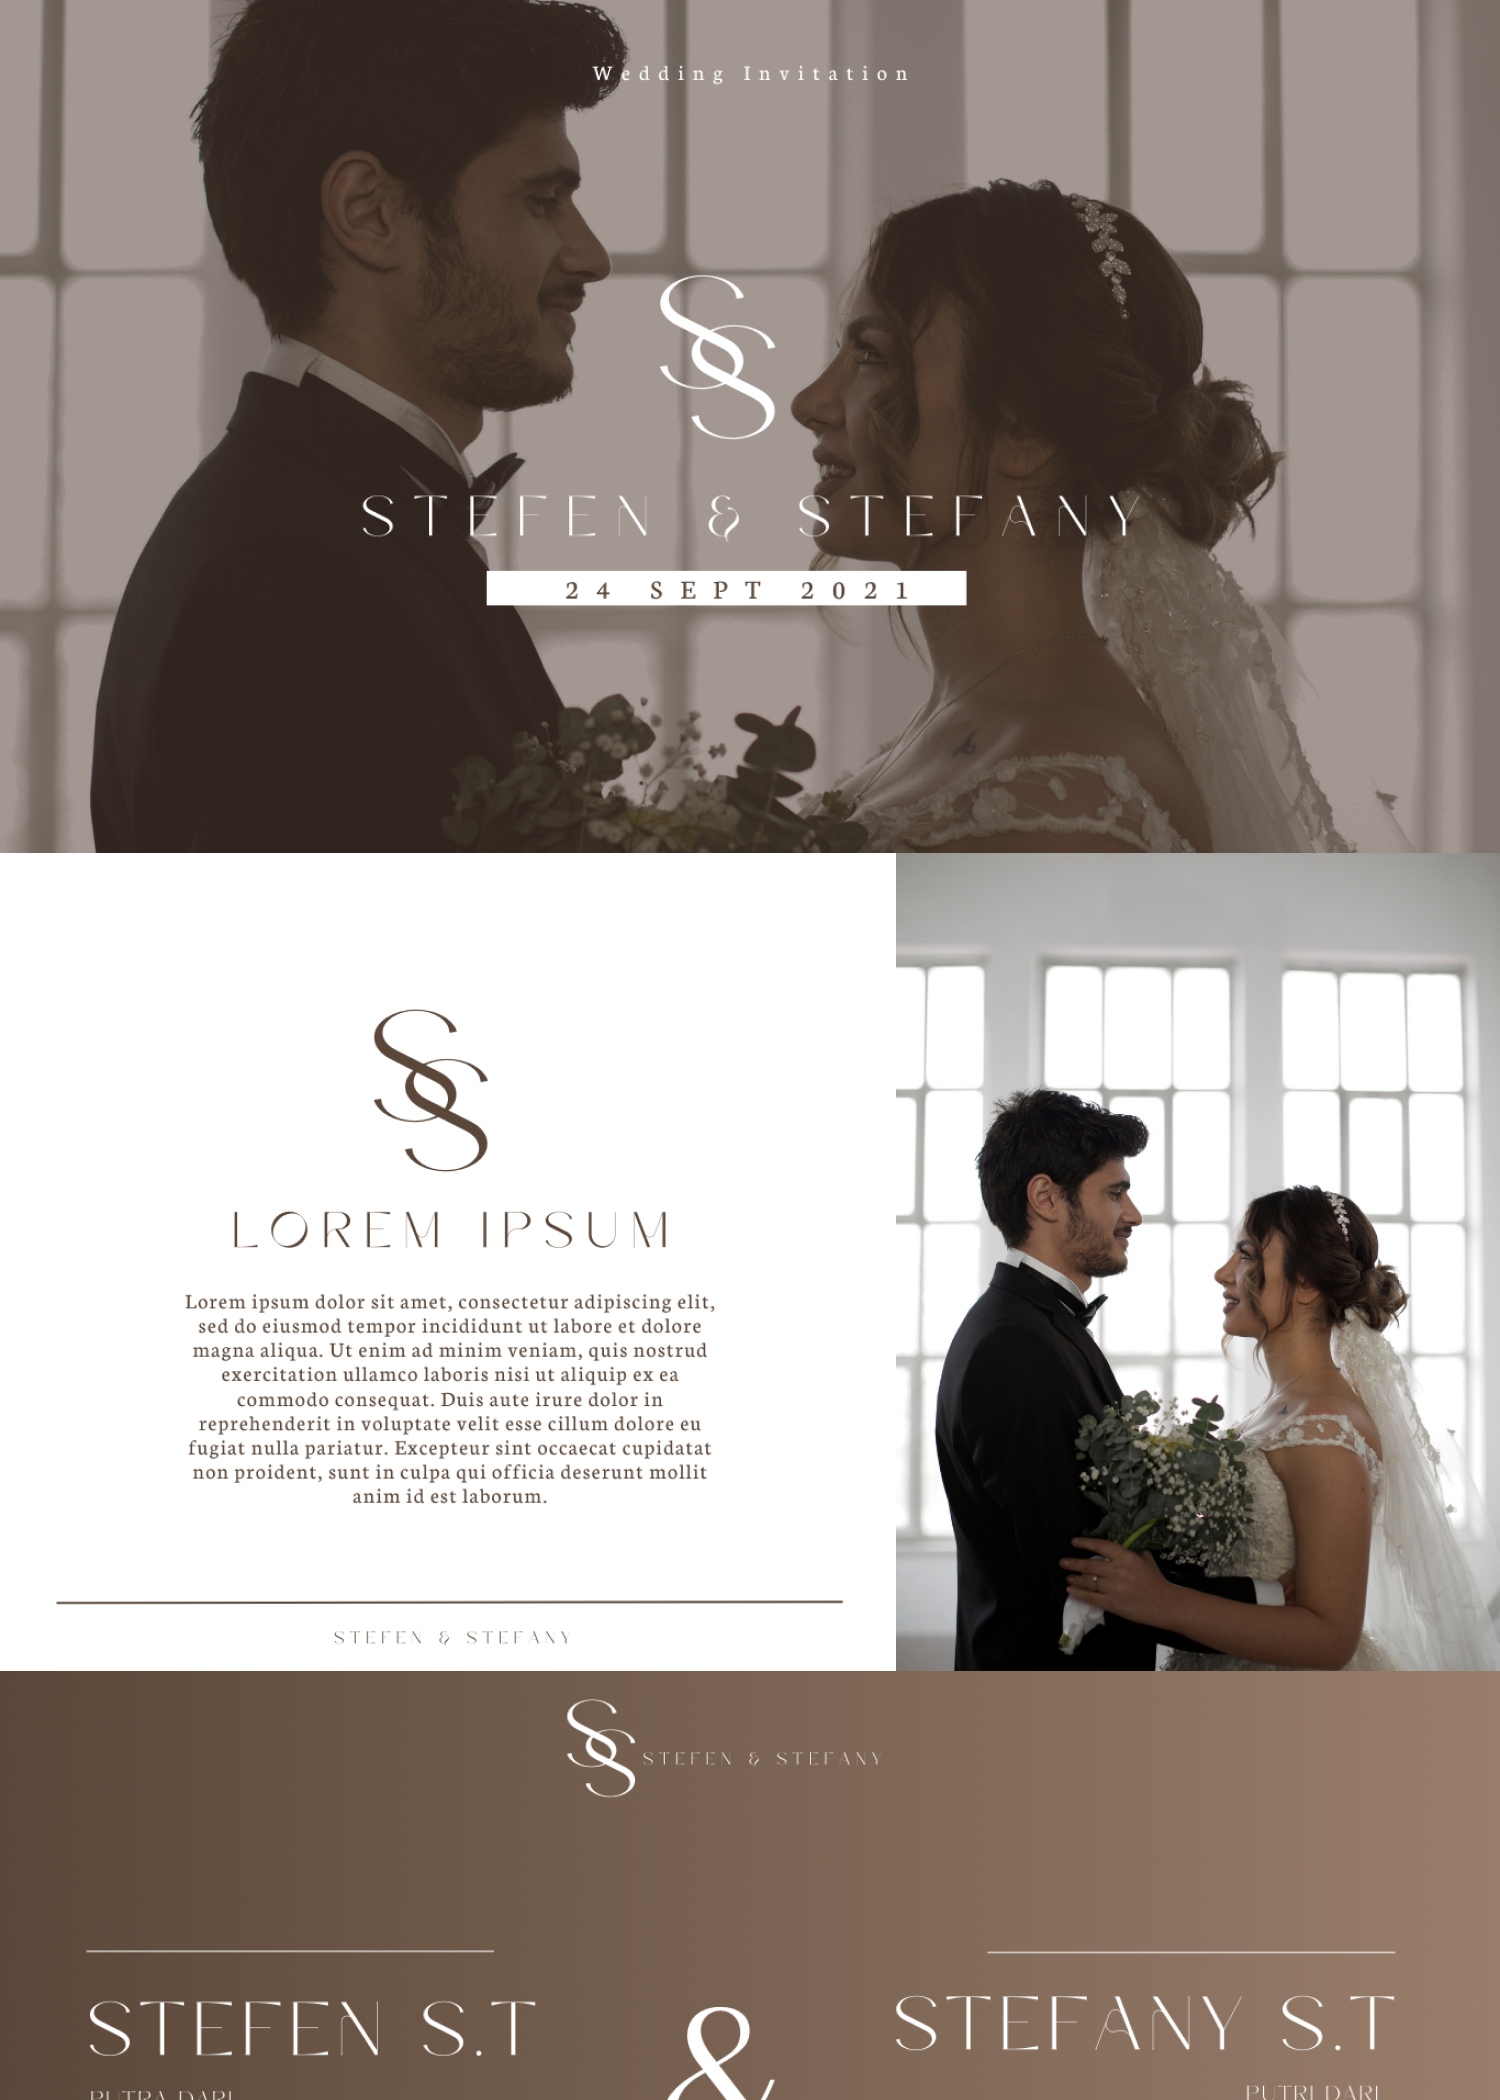 Wedding Invitation
SS
STEFEN & STEFANY
24 SEPT 2021
SS
LOREM IPSUM
Lorem ipsum dolor sit amet, consectetur adipiscing elit,
sed do eiusmod tempor incididunt ut labore et dolore
magna aliqua. Ut enim ad minim veniam, quis nostrud
exercitation ullamco laboris nisi ut aliquip ex ea
commodo consequat. Duis aute irure dolor in
reprehenderit in voluptate velit esse cillum dolore eu
fugiat nulla pariatur. Excepteur sint occaecat cupidatat
non proident, sunt in culpa qui officia deserunt mollit
anim id est laborum.
STEFEN & STEFANY
SS STEFEN & STEFANY
STEFEN S.T
&
STEFANY S.T
PUTRA DARI
PUTRI DARI